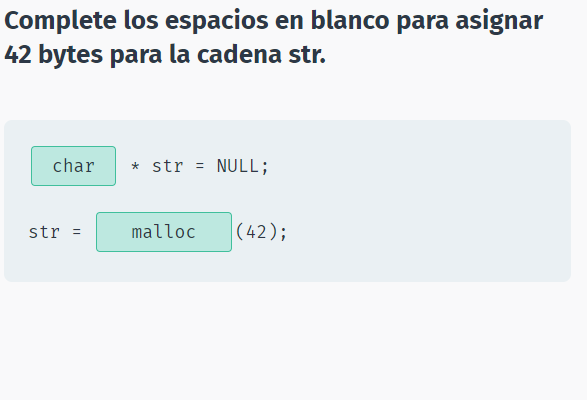 Complete los espacios en blanco para asignar
42 bytes para la cadena str.
char * str = NULL;
str = malloc (42);